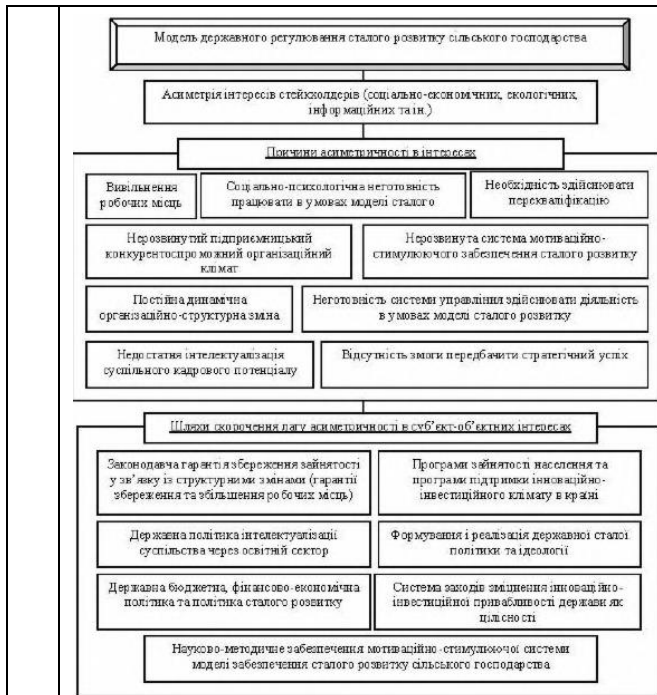 Модель державного регулювання сталого розвитку сільського господарства
Асиметрія інтересів стейкхолдерів (соціально-економічних, екологічних,
інформаційних та ін.)
Причини асиметричності в інтересах
Вивільнення
робочих місць
Соціально-психологічна неготовність
працювати в умовах моделі сталого
Необхідність здійснювати
перекваліфікацію
Нерозвинутий підприємницький
конкурентоспроможний організаційний
клімат
Нерозвинута система мотиваційно-
стимулюючого забезпечення сталого розвитку
Постійна динамічна
організаційно-структурна зміна
Неготовність системи управління здійснювати діяльність
в умовах моделі сталого розвитку
Недостатня інтелектуалізація
суспільного кадрового потенціалу
Відсутність змоги передбачити стратегічний успіх
Шляхи скорочення лагу асиметричності в суб'єкт-об'єктних інтересах
Законодавча гарантія збереження зайнятості
у зв'язку із структурними змінами (гарантії
збереження та збільшення робочих місць)
Програми зайнятості населення та
програми підтримки інноваційно-
інвестиційного клімату в країні
Державна політика інтелектуалізації
суспільства через освітній сектор
Формування і реалізація державної сталої
політики та ідеології
Державна бюджетна, фінансово-економічна
політика та політика сталого розвитку
Система заходів зміцнення інноваційно-
інвестиційної привабливості держави як
цілісності
Науково-методичне забезпечення мотиваційно-стимулюючої системи
моделі забезпечення сталого розвитку сільського господарства